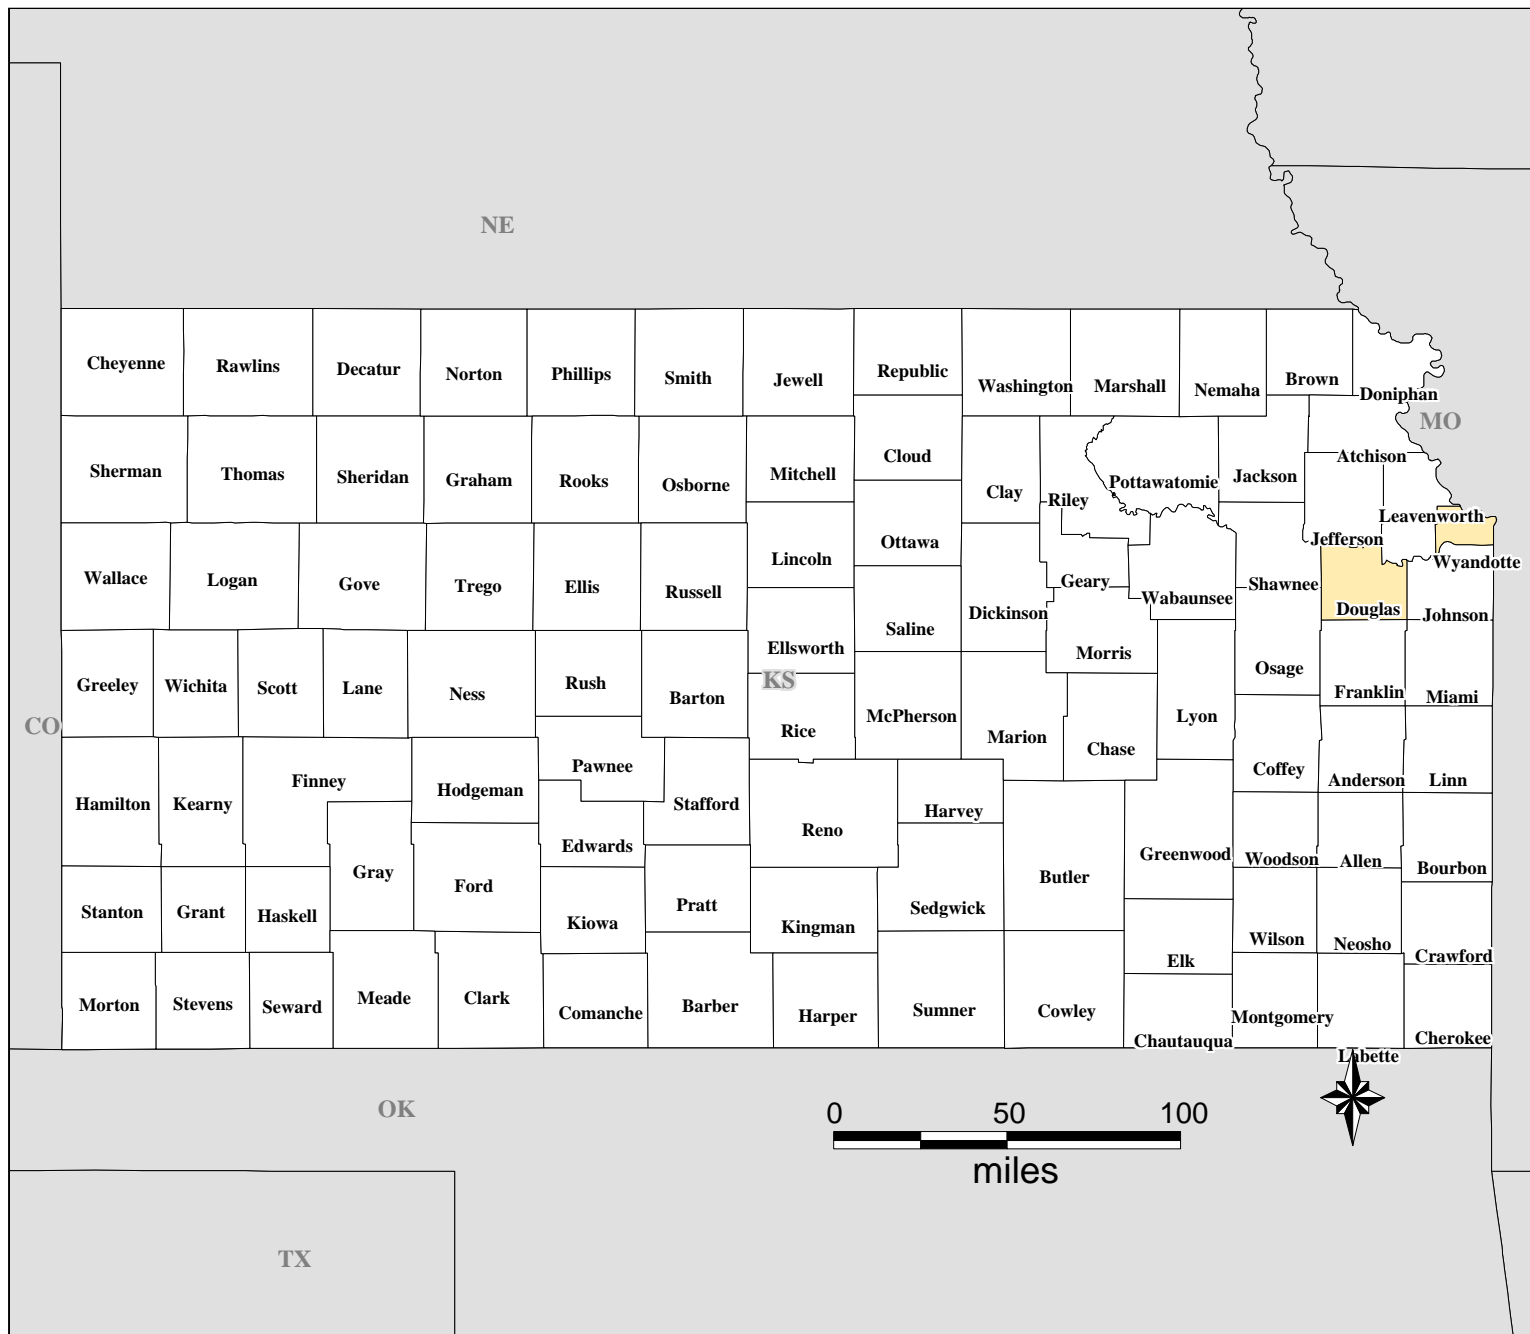 NE
Cheyenne Rawlins Decatur Norton Phillips Smith Jewell Republic Washington Marshall Nemaha Brown Doniphan
MO
Sherman Thomas Sheridan Graham Rooks Osborne Mitchell Cloud Clay Riley Pottawatomie Jackson Atchison
Leavenworth
Wallace Logan Gove Trego Ellis Russell Lincoln Ottawa Geary Wabaunsee Shawnee Jefferson Wyandotte
Ellsworth Saline Dickinson Morris Douglas Johnson
Greeley Wichita Scott Lane Ness Rush Barton KS Osage Franklin Miami
CO
Rice McPherson Marion Chase Lyon
Hamilton Kearny Finney Hodgeman Pawnee Stafford Reno Harvey Coffey Anderson Linn
Edwards Greenwood Woodson Allen Bourbon
Stanton Grant Haskell Gray Ford Kiowa Pratt Kingman Sedgwick Butler
Elk Wilson Neosho Crawford
Morton Stevens Seward Meade Clark Comanche Barber Harper Sumner Cowley Chautauqua Montgomery Cherokee
Labette
OK
0 50 100
miles
TX